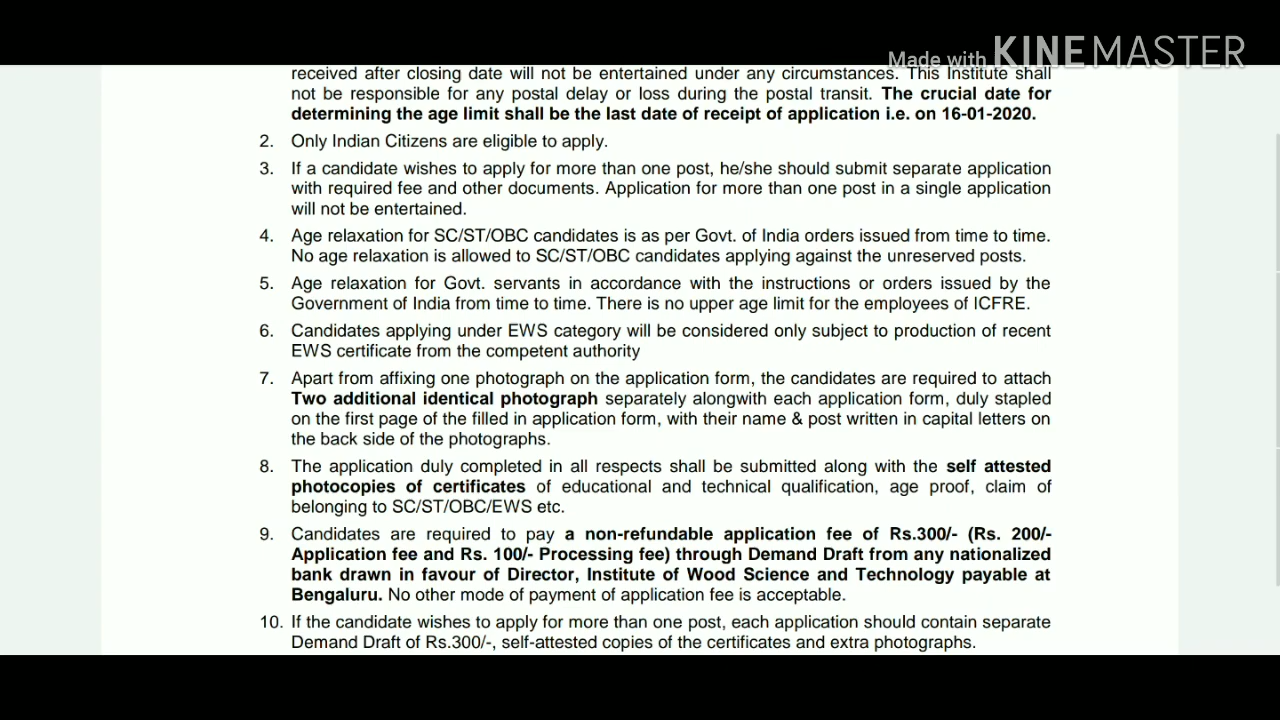 Made with KINEMASTER
received after closing date will not be entertained under any circumstances. This Institute shall
not be responsible for any postal delay or loss during the postal transit. The crucial date for
determining the age limit shall be the last date of receipt of application i.e. on 16-01-2020.
2. Only Indian Citizens are eligible to apply.
3. If a candidate wishes to apply for more than one post, he/she should submit separate application
with required fee and other documents. Application for more than one post in a single application
will not be entertained.
4. Age relaxation for SC/ST/OBC candidates is as per Govt. of India orders issued from time to time.
No age relaxation is allowed to SC/ST/OBC candidates applying against the unreserved posts.
5. Age relaxation for Govt. servants in accordance with the instructions or orders issued by the
Government of India from time to time. There is no upper age limit for the employees of ICFRE.
6. Candidates applying under EWS category will be considered only subject to production of recent
EWS certificate from the competent authority
7. Apart from affixing one photograph on the application form, the candidates are required to attach
Two additional identical photograph separately alongwith each application form, duly stapled
on the first page of the filled in application form, with their name & post written in capital letters on
the back side of the photographs.
8. The application duly completed in all respects shall be submitted along with the self attested
photocopies of certificates of educational and technical qualification, age proof, claim of
belonging to SC/ST/OBC/EWS etc.
9. Candidates are required to pay a non-refundable application fee of Rs.300/- (Rs. 200/-
Application fee and Rs. 100/- Processing fee) through Demand Draft from any nationalized
bank drawn in favour of Director, Institute of Wood Science and Technology payable at
Bengaluru. No other mode of payment of application fee is acceptable.
10. If the candidate wishes to apply for more than one post, each application should contain separate
Demand Draft of Rs.300/-, self-attested copies of the certificates and extra photographs.